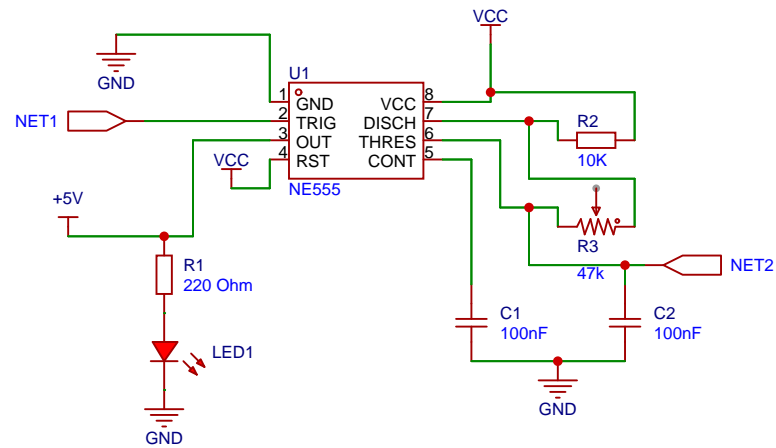 VCC
GND
U1
1
GND
VCC
8
NET1
2
TRIG
DISCH
7
3
OUT
THRES
6
4
RST
CONT
5
R2
10K
VCC
NE555
+5V
R3
47k
NET2
R1
220 Ohm
C1
100nF
C2
100nF
LED1
GND
GND